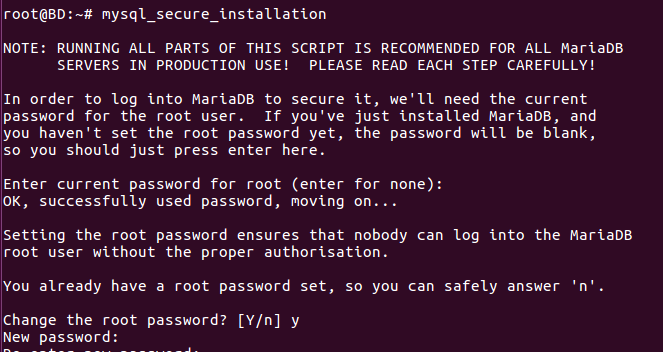 root@BD:~# mysql_secure_installation
NOTE: RUNNING ALL PARTS OF THIS SCRIPT IS RECOMMENDED FOR ALL MariaDB
SERVERS IN PRODUCTION USE!  PLEASE READ EACH STEP CAREFULLY!
In order to log into MariaDB to secure it, we'll need the current
password for the root user.  If you've just installed MariaDB, and
you haven't set the root password yet, the password will be blank,
so you should just press enter here.
Enter current password for root (enter for none):
OK, successfully used password, moving on...
Setting the root password ensures that nobody can log into the MariaDB
root user without the proper authorisation.
You already have a root password set, so you can safely answer 'n'.
Change the root password? [Y/n] y
New password:
Re-enter new password: